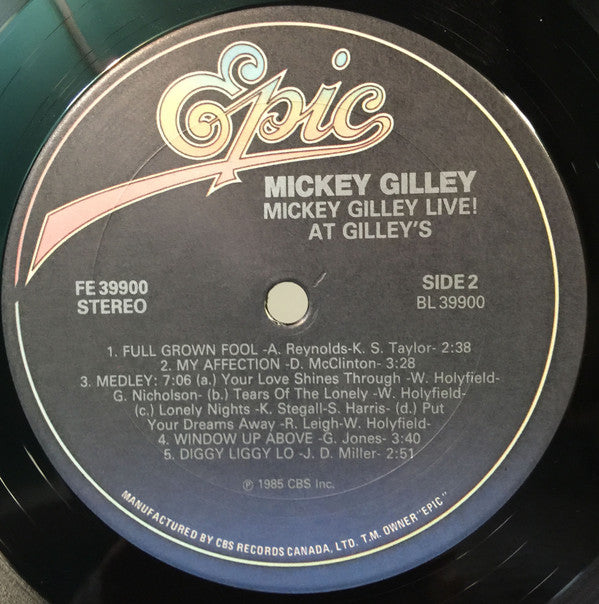 Epic
MICKEY GILLEY
MICKEY GILLEY LIVE!
AT GILLEY'S
FE 39900
STEREO
SIDE 2
BL 39900
1. FULL GROWN FOOL -A. Reynolds-K. S. Taylor- 2:38
2. MY AFFECTION -D. McClinton- 3:28
3. MEDLEY: 7:06 (a.) Your Love Shines Through -W. Holyfield-
G. Nicholson- (b.) Tears Of The Lonely -W. Holyfield-
(c.) Lonely Nights -K. Stegall-S. Harris- (d.) Put
Your Dreams Away -R. Leigh-W. Holyfield-
4. WINDOW UP ABOVE -G. Jones- 3:40
5. DIGGY LIGGY LO -J. D. Miller- 2:51
℗ 1985 CBS Inc.
MANUFACTURED BY CBS RECORDS CANADA, LTD. T.M. OWNER "EPIC"